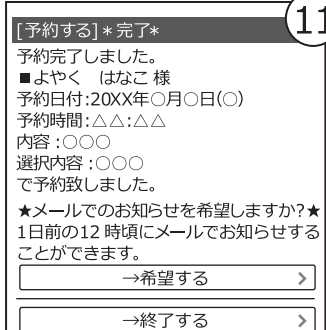 11
[予約する]＊完了＊
予約完了しました。
■よやく　はなこ 様
予約日付:20XX年○月○日(○)
予約時間:△△:△△
内容 :○○○
選択内容 :○○○
で予約致しました。
★メールでのお知らせを希望しますか?★
1日前の12 時頃にメールでお知らせする
ことができます。
→希望する　>
→終了する　>